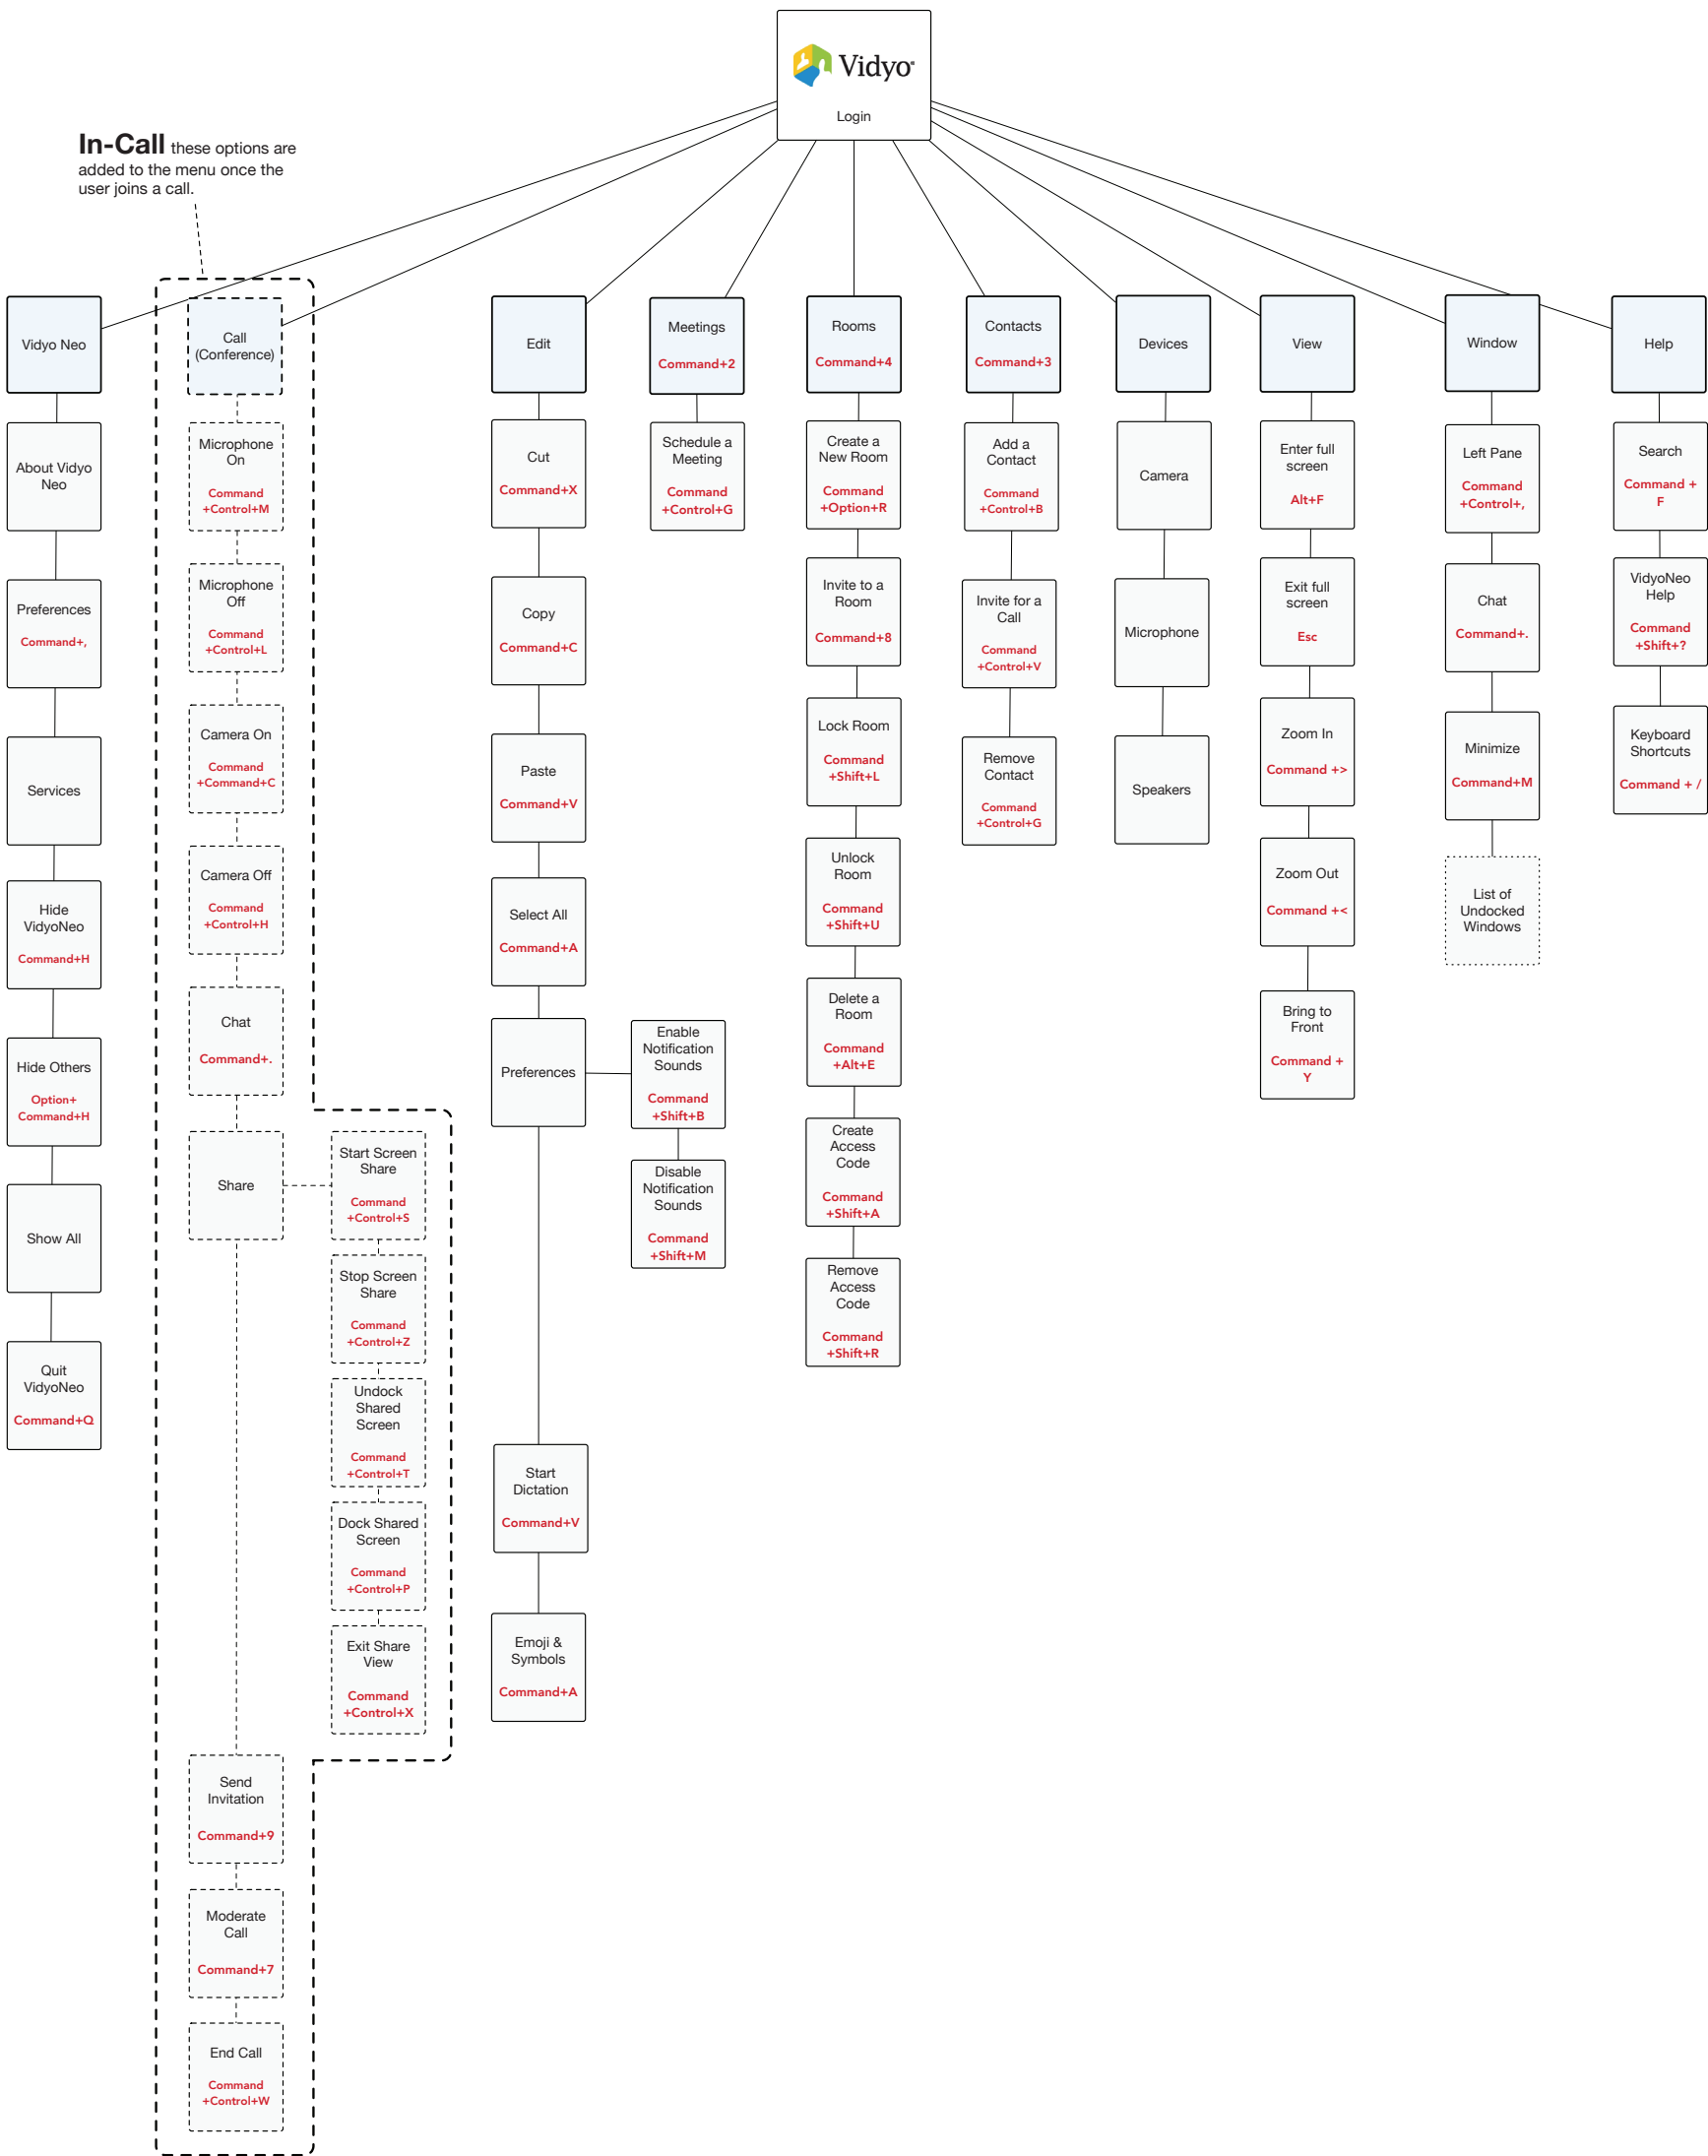 Vidyo
Login
In-Call these options are
added to the menu once the
user joins a call.
Vidyo Neo
About Vidyo
Neo
Preferences
Command+,
Services
Hide
VidyoNeo
Command+H
Hide Others
Option+
Command+H
Show All
Quit
VidyoNeo
Command+Q
Call
(Conference)
Microphone
On
Command
+Control+M
Microphone
Off
Command
+Control+L
Camera On
Command
+Command+C
Camera Off
Command
+Control+H
Chat
Command+.
Share
Start Screen
Share
Command
+Control+S
Stop Screen
Share
Command
+Control+Z
Undock
Shared
Screen
Command
+Control+T
Dock Shared
Screen
Command
+Control+P
Exit Share
View
Command
+Control+X
Send
Invitation
Command+9
Moderate
Call
Command+7
End Call
Command
+Control+W
Edit
Cut
Command+X
Copy
Command+C
Paste
Command+V
Select All
Command+A
Preferences
Enable
Notification
Sounds
Command
+Shift+B
Disable
Notification
Sounds
Command
+Shift+M
Start
Dictation
Command+V
Emoji &
Symbols
Command+A
Meetings
Command+2
Schedule a
Meeting
Command
+Control+G
Rooms
Command+4
Create a
New Room
Command
+Option+R
Invite to a
Room
Command+8
Lock Room
Command
+Shift+L
Unlock
Room
Command
+Shift+U
Delete a
Room
Command
+Alt+E
Create
Access
Code
Command
+Shift+A
Remove
Access
Code
Command
+Shift+R
Contacts
Command+3
Add a
Contact
Command
+Control+B
Invite for a
Call
Command
+Control+V
Remove
Contact
Command
+Control+G
Devices
Camera
Microphone
Speakers
View
Enter full
screen
Alt+F
Exit full
screen
Esc
Zoom In
Command +>
Zoom Out
Command +<
Bring to
Front
Command +
Y
Window
Left Pane
Command
+Control+,
Chat
Command+.
Minimize
Command+M
List of
Undocked
Windows
Help
Search
Command +
F
VidyoNeo
Help
Command
+Shift+?
Keyboard
Shortcuts
Command + /